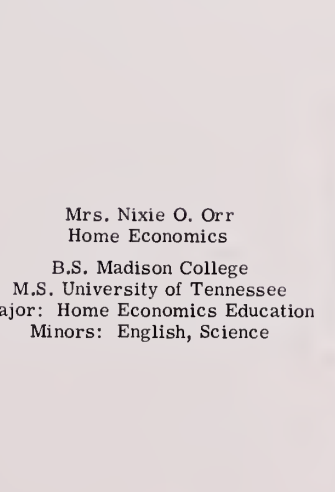 Mrs. Nixie O. Orr
Home Economics
B.S. Madison College
M.S. University of Tennessee
ajor: Home Economics Education
Minors: English, Science